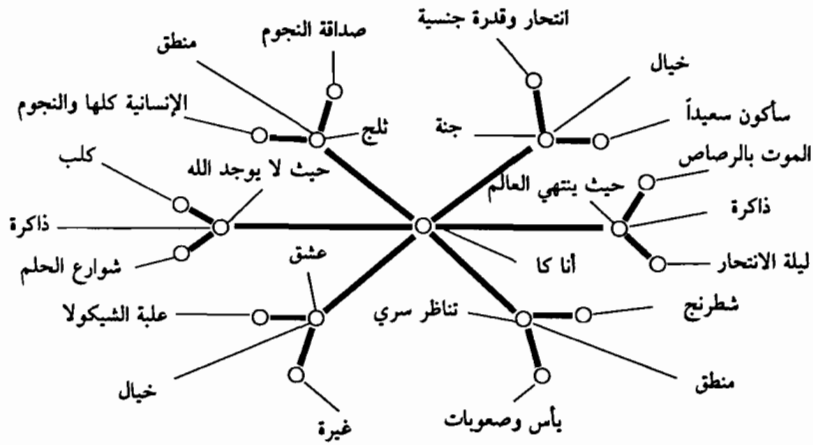 انتحار وقدرة جنسية
صداقة النجوم
منطق
خيال
الإنسانية كلها والنجوم
ثلج
جنة
سأكون سعيداً
كلب
حيث لا يوجد الله
حيث ينتهي العالم
الموت بالرصاص
ذاكرة
ذاكرة
شوارع الحلم
عشق
أنا كا
ليلة الانتحار
علبة الشيكولا
تناظر سري
شطرنج
خيال
منطق
غيرة
يأس وصعوبات